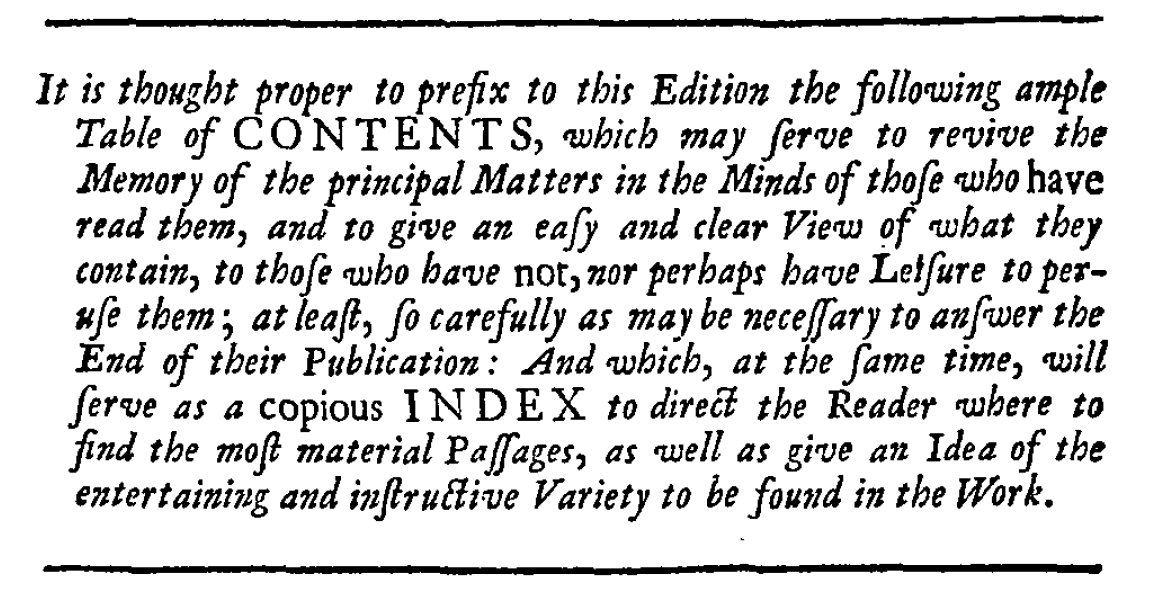 It is thought proper to prefix to this Edition the following ample
Table of CONTENTS, which may ſerve to revive the
Memory of the principal Matters in the Minds of thoſe who have
read them, and to give an eaſy and clear View of what they
contain, to thoſe who have not, nor perhaps have Leiſure to per-
uſe them; at leaſt, ſo carefully as may be neceſſary to anſwer the
End of their Publication: And which, at the ſame time, will
ſerve as a copious INDEX to direct the Reader where to
find the moſt material Paſſages, as well as give an Idea of the
entertaining and inſtructive Variety to be found in the Work.